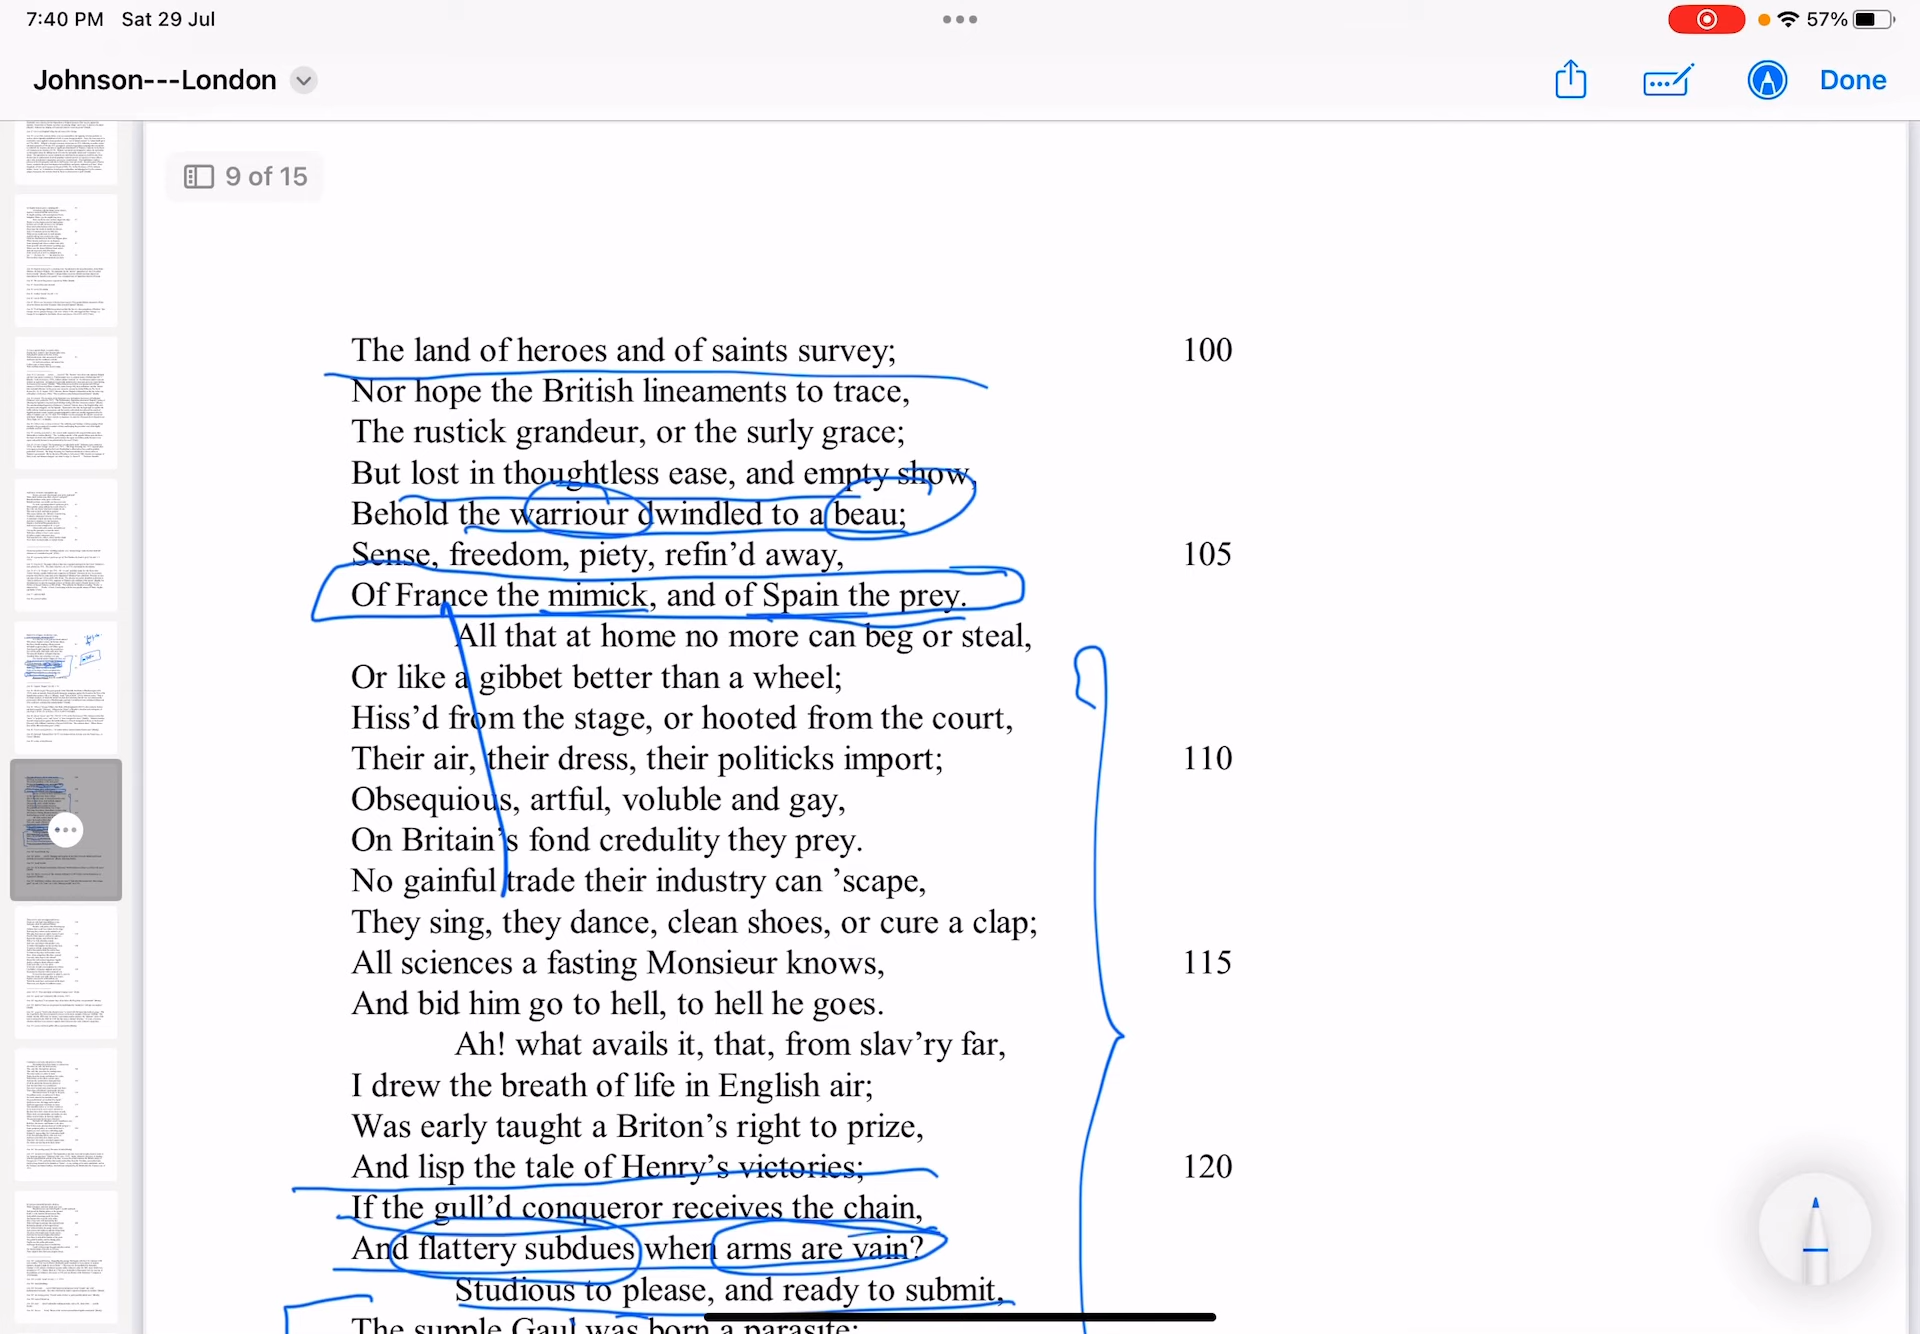 7:40 PM Sat 29 Jul
57%
Johnson---London
Done
9 of 15
The land of heroes and of saints survey; 100
Nor hope the British lineaments to trace,
The rustick grandeur, or the surly grace;
But lost in thoughtless ease, and empty show,
Behold the warriour dwindled to a beau;
Sense, freedom, piety, refin’d away, 105
Of France the mimick, and of Spain the prey.
All that at home no more can beg or steal,
Or like a gibbet better than a wheel;
Hiss’d from the stage, or hooted from the court,
Their air, their dress, their politicks import; 110
Obsequious, artful, voluble and gay,
On Britain’s fond credulity they prey.
No gainful trade their industry can ’scape,
They sing, they dance, clean shoes, or cure a clap;
All sciences a fasting Monsieur knows, 115
And bid him go to hell, to hell he goes.
Ah! what avails it, that, from slav’ry far,
I drew the breath of life in English air;
Was early taught a Briton’s right to prize,
And lisp the tale of Henry’s victories; 120
If the gull’d conqueror receives the chain,
And flattery subdues when arms are vain?
Studious to please, and ready to submit,
The supple Gaul was born a parasite: